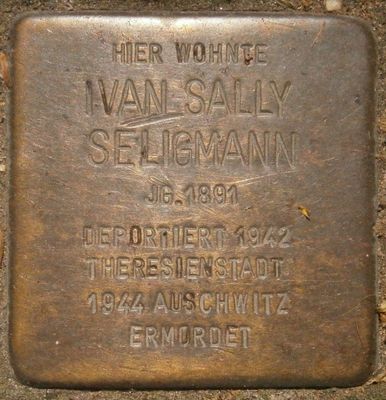 HIER WOHNTE
IVAN SALLY
SELIGMANN
JG. 1891
DEPORTIERT 1942
THERESIENSTADT
1944 AUSCHWITZ
ERMORDET